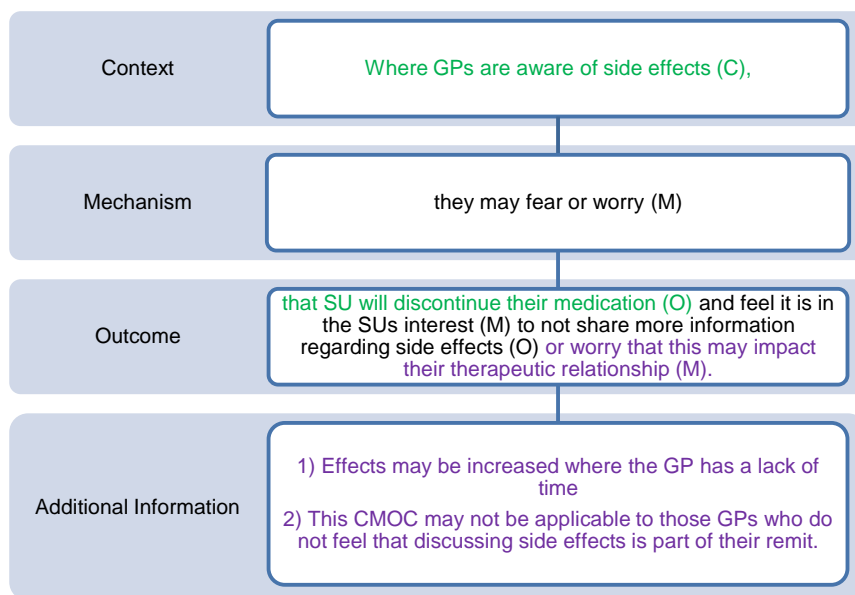 Context
Where GPs are aware of side effects (C),
Mechanism
they may fear or worry (M)
Outcome
that SU will discontinue their medication (O) and feel it is in
the SUs interest (M) to not share more information
regarding side effects (O) or worry that this may impact
their therapeutic relationship (M).
Additional Information
1) Effects may be increased where the GP has a lack of
time
2) This CMOC may not be applicable to those GPs who do
not feel that discussing side effects is part of their remit.